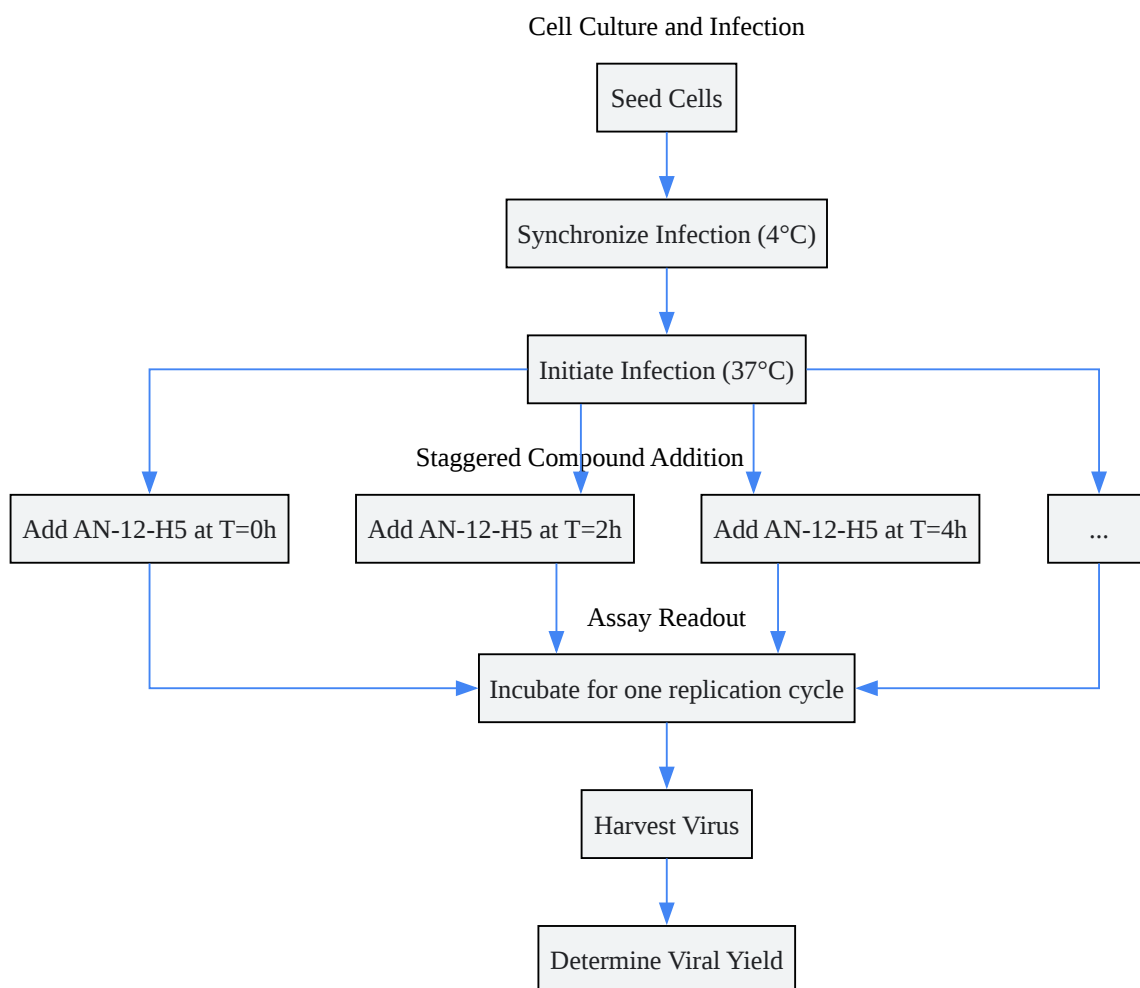 Cell Culture and Infection
Seed Cells
Synchronize Infection (4°C)
Initiate Infection (37°C)
Staggered Compound Addition
Add AN-12-H5 at T=0h
Add AN-12-H5 at T=2h
Add AN-12-H5 at T=4h
...
Assay Readout
Incubate for one replication cycle
Harvest Virus
Determine Viral Yield